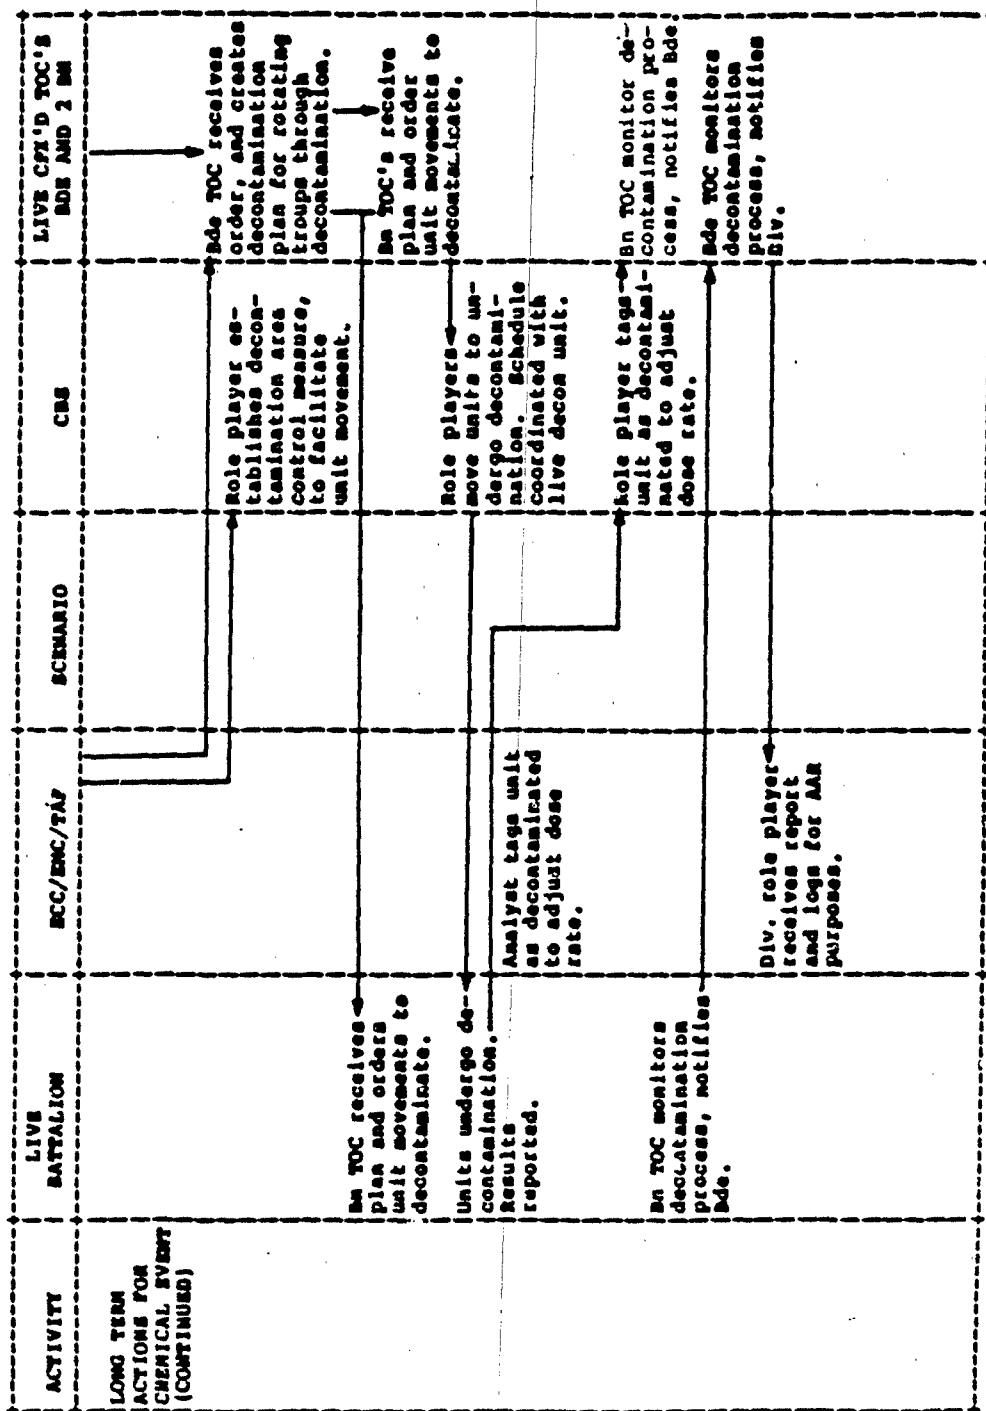 ACTIVITY
LIVE
BATTALION
ECC/EMC/TAF
SCENARIO
CBS
LIVE CPX'D TOC'S
BDE AND 2 BN
LONG TERM
ACTIONS FOR
CHEMICAL EVENT
(CONTINUED)
Bn TOC receives
plan and orders
unit movements to
decontaminate.
Units undergo de-
contamination.
Results
reported.
Bn TOC monitors
decontamination
process, notifies
Bde.
Analyst tags unit
as decontaminated
to adjust dose
rate.
Div. role player
receives report
and logs for AAR
purposes.
Role player es-
tablishes decon-
tamination area
control measure,
to facilitate
unit movement.
Role players
move units to un-
dergo decontami-
nation. Schedule
coordinated with
live decon unit.
Role player tags
unit as decontami-
nated to adjust
dose rate.
Bde TOC receives
order, and creates
decontamination
plan for rotating
troups through
decontamination.
Bn TOC's receive
plan and order
unit movements to
decontaminate.
Bn TOC monitor de-
contamination pro-
cess, notifies Bde.
Bde TOC monitors
decontamination
process, notifies
Div.